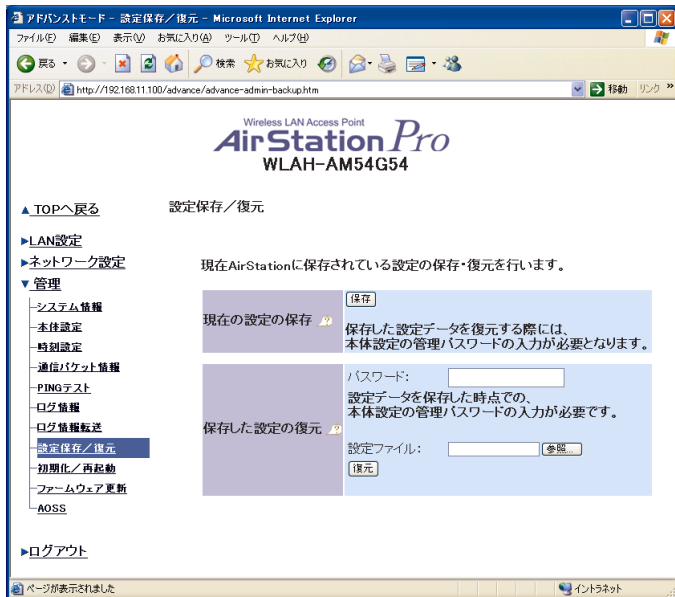 アドバンストモード - 設定保存／復元 - Microsoft Internet Explorer
ファイル(F) 編集(E) 表示(V) お気に入り(A) ツール(T) ヘルプ(H)
戻る 検索 お気に入り
アドレス(D) http://192.168.11.100/advance/advance-admin-backup.htm 移動 リンク »
Wireless LAN Access Point
AirStation Pro
WLAH-AM54G54
▲ TOPへ戻る
設定保存／復元
▶LAN設定
▶ネットワーク設定
▼ 管理
システム情報
本体設定
時刻設定
通信パケット情報
PINGテスト
ログ情報
ログ情報転送
設定保存／復元
初期化／再起動
ファームウェア更新
AOSS
▶ログアウト
現在AirStationに保存されている設定の保存・復元を行います。
現在の設定の保存 ?
保存
保存した設定データを復元する際には、
本体設定の管理パスワードの入力が必要となります。
保存した設定の復元 ?
パスワード:
設定データを保存した時点での、
本体設定の管理パスワードの入力が必要です。
設定ファイル: 参照...
復元
ページが表示されました イントラネット